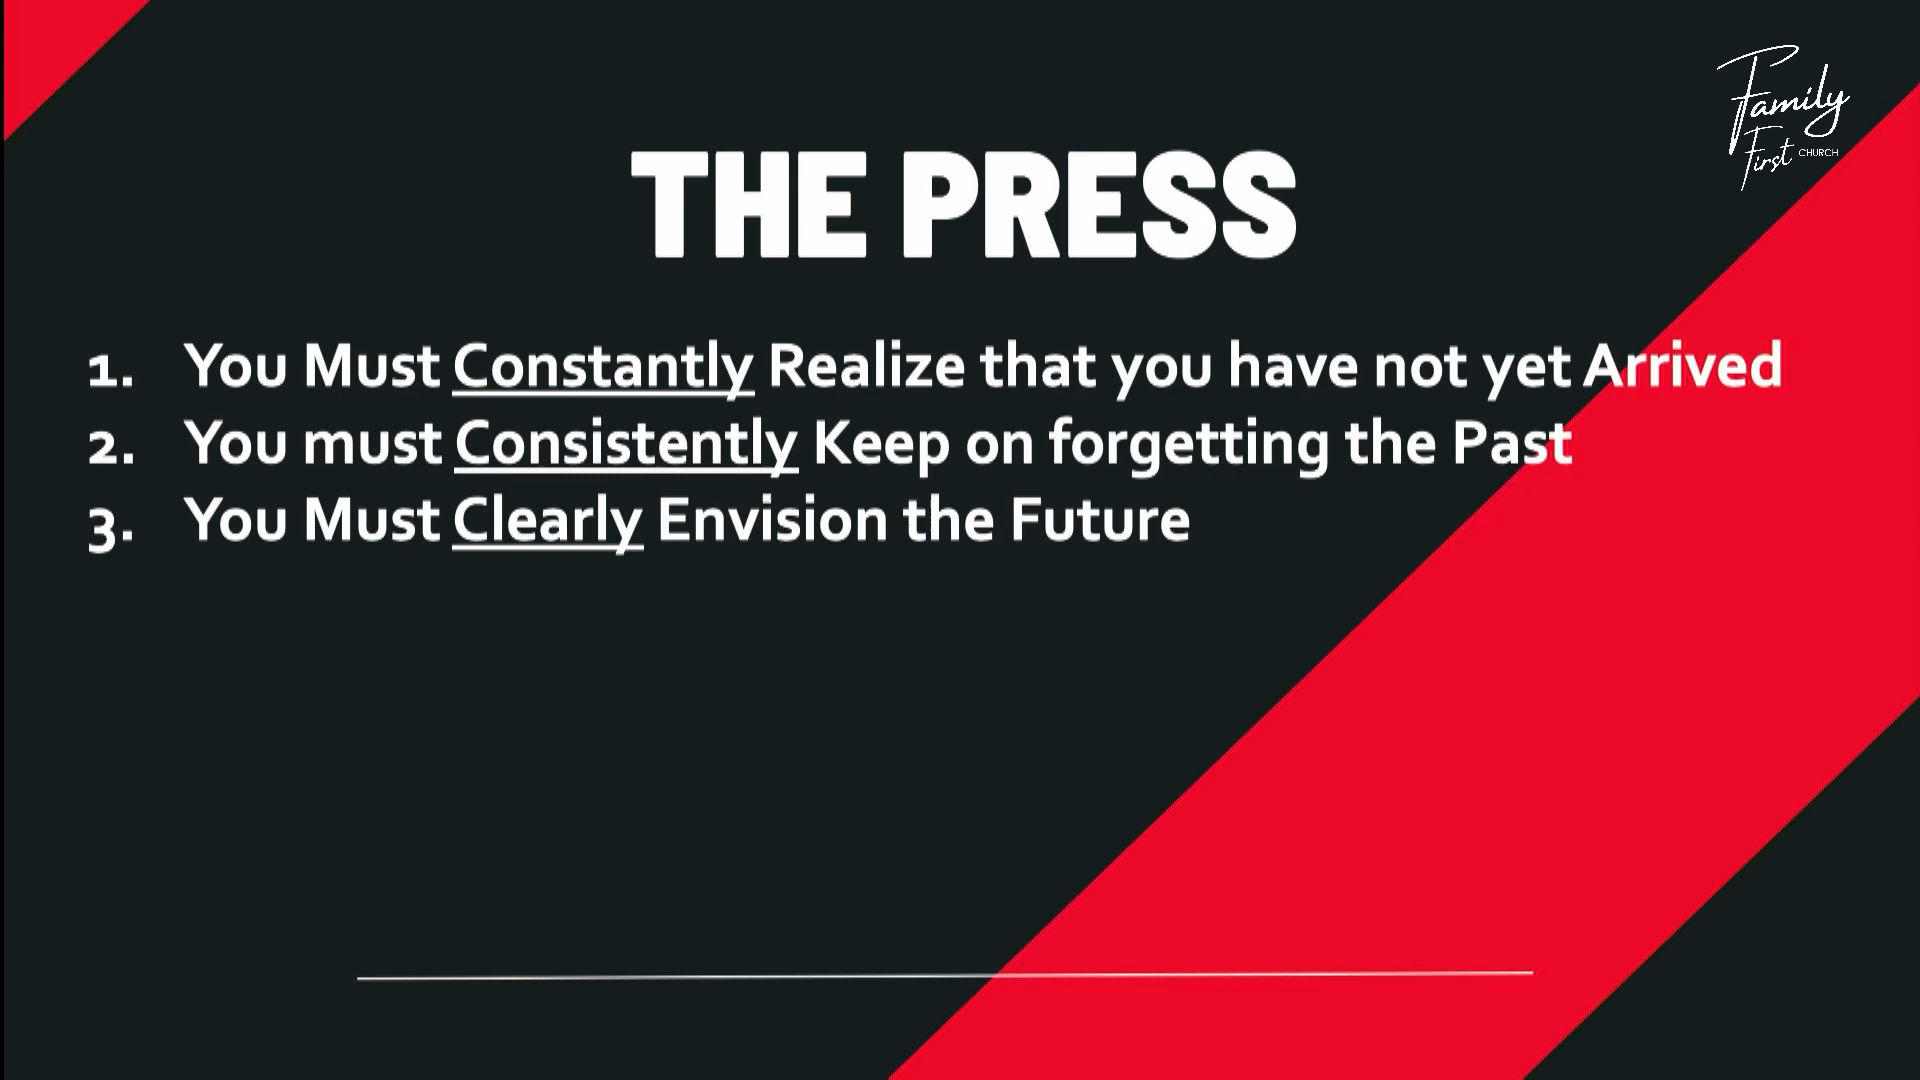 Family
First CHURCH
THE PRESS
1. You Must Constantly Realize that you have not yet Arrived
2. You must Consistently Keep on forgetting the Past
3. You Must Clearly Envision the Future